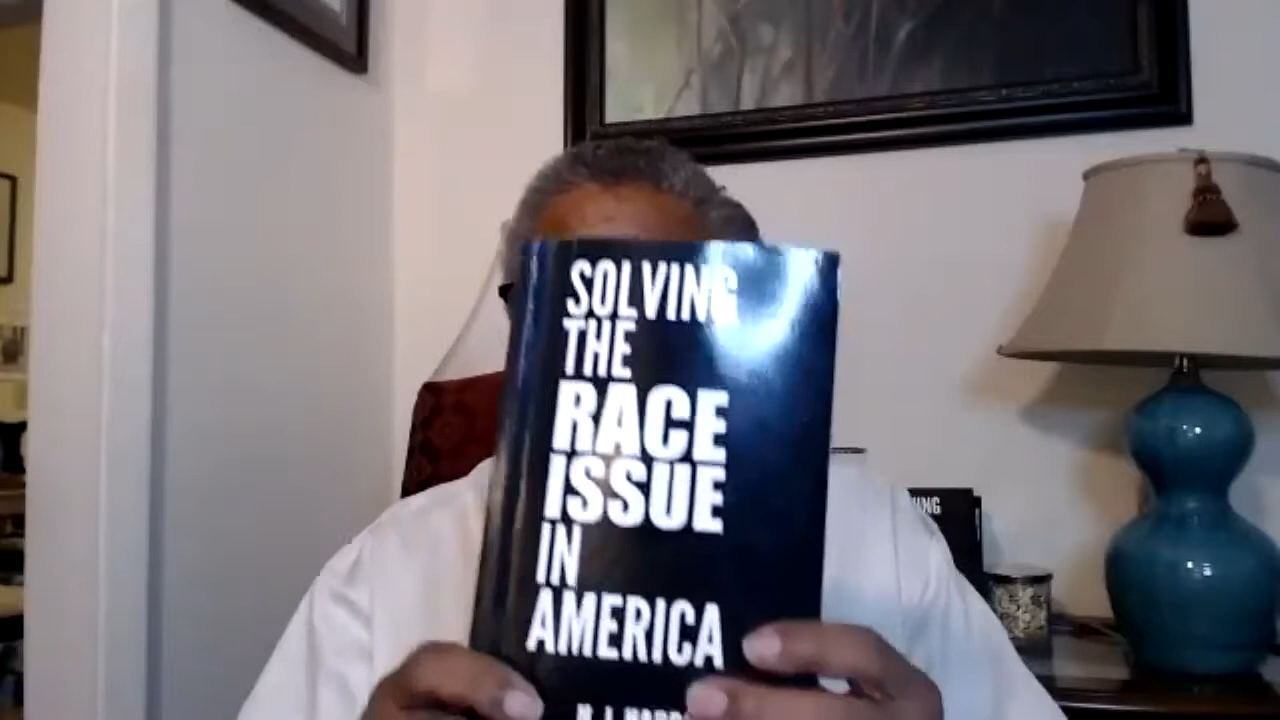 SOLVING
THE
RACE
ISSUE
IN
AMERICA